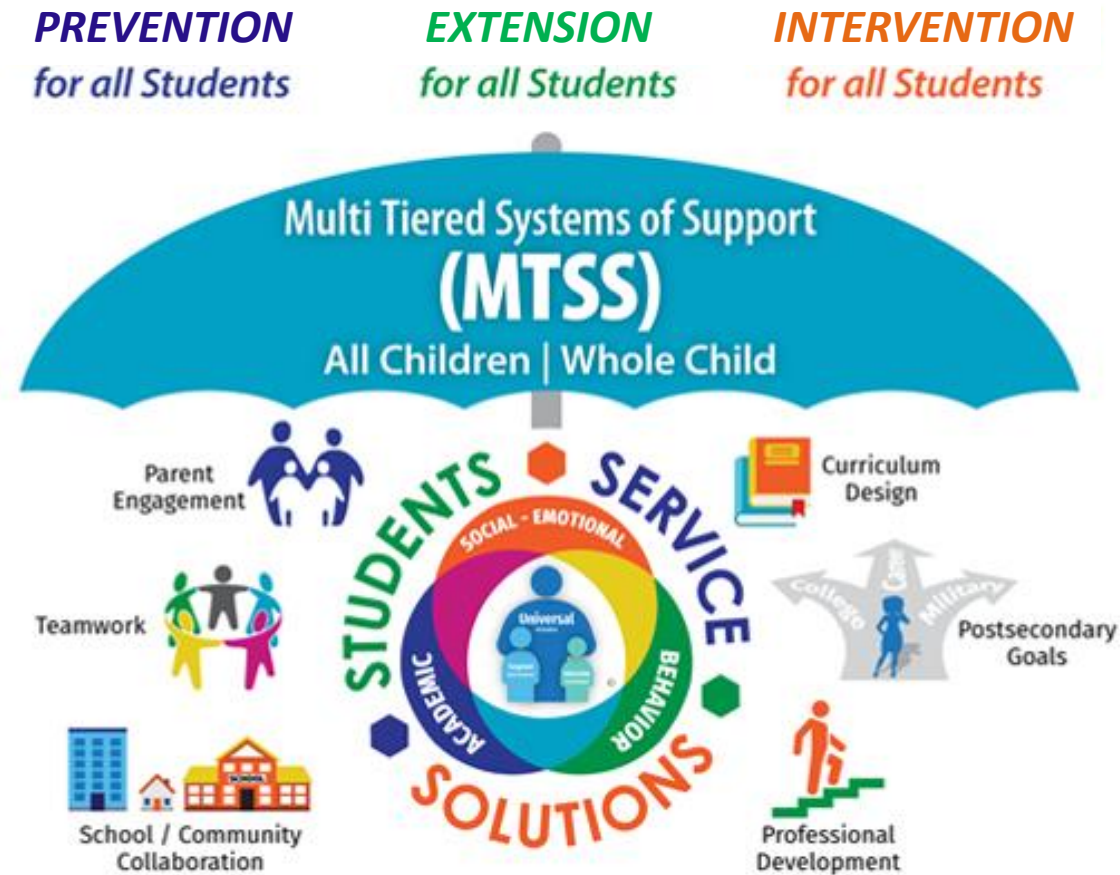 PREVENTION
for all Students
EXTENSION
for all Students
INTERVENTION
for all Students
Multi Tiered Systems of Support
(MTSS)
All Children | Whole Child
Parent
Engagement
Teamwork
School / Community
Collaboration
STUDENTS
SERVICE
SOLUTIONS
SOCIAL - EMOTIONAL
ACADEMIC
BEHAVIOR
Universal
SCHOOL
Curriculum
Design
College
Career
Military
Postsecondary
Goals
Professional
Development